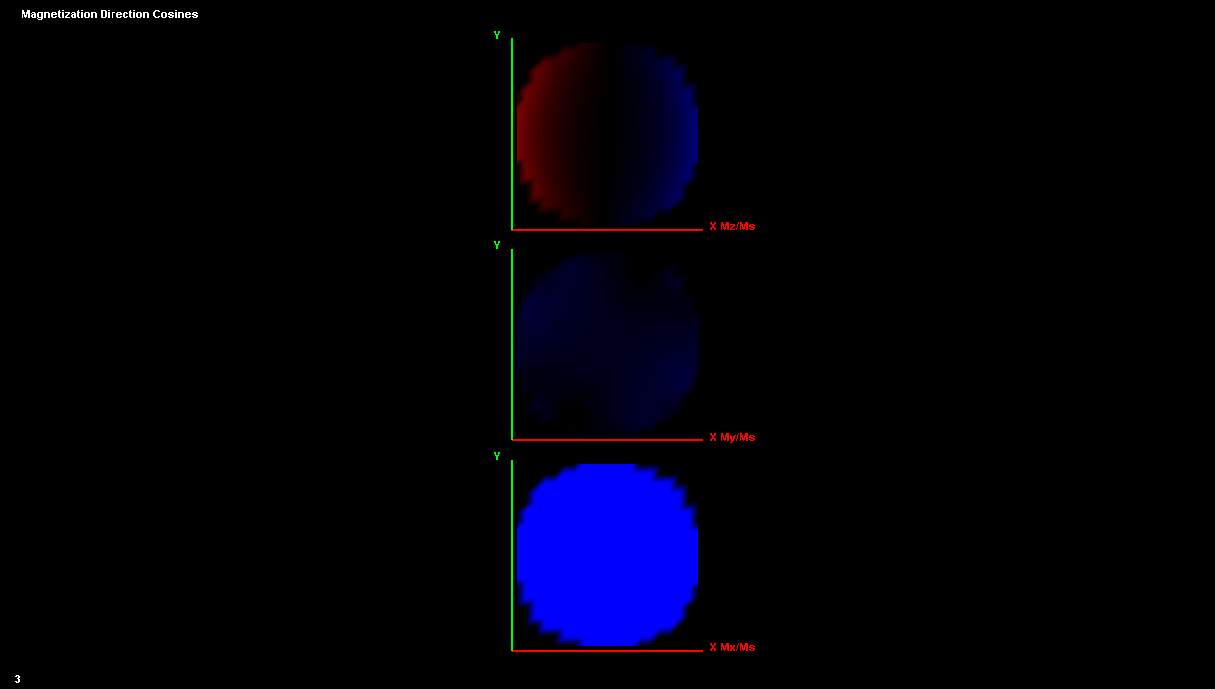 Magnetization Direction Cosines
Y
X Mz/Ms
Y
X My/Ms
Y
X Mx/Ms
3